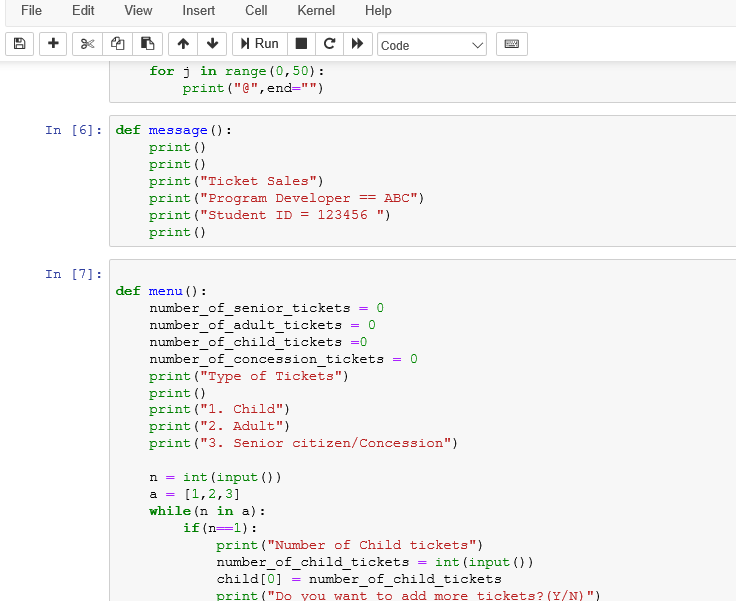 File Edit View Insert Cell Kernel Help
Run Code
for j in range(0,50):
print("@",end="")
In [6]: def message():
print()
print()
print("Ticket Sales")
print("Program Developer == ABC")
print("Student ID = 123456 ")
print()
In [7]:
def menu():
number_of_senior_tickets = 0
number_of_adult_tickets = 0
number_of_child_tickets =0
number_of_concession_tickets = 0
print("Type of Tickets")
print()
print("1. Child")
print("2. Adult")
print("3. Senior citizen/Concession")
n = int(input())
a = [1,2,3]
while(n in a):
if(n==1):
print("Number of Child tickets")
number_of_child_tickets = int(input())
child[0] = number_of_child_tickets
print("Do you want to add more tickets?(Y/N)")